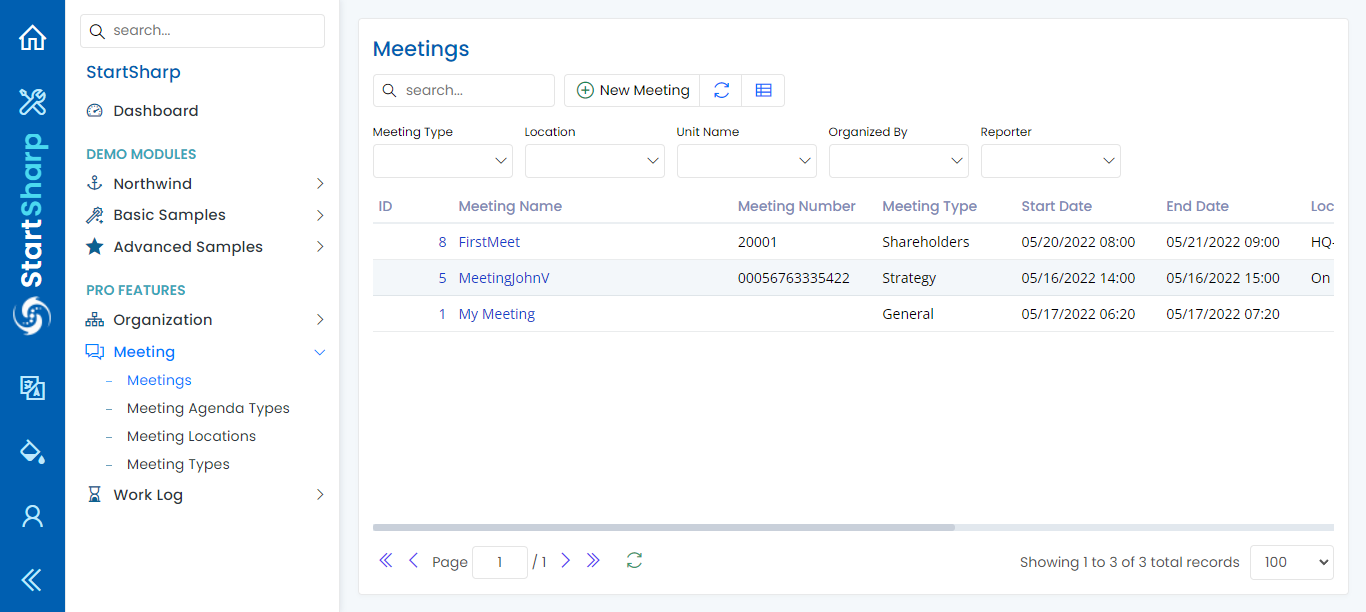 search...
StartSharp
Dashboard
DEMO MODULES
Northwind
Basic Samples
Advanced Samples
PRO FEATURES
Organization
Meeting
– Meetings
– Meeting Agenda Types
– Meeting Locations
– Meeting Types
Work Log
StartSharp
Meetings
search...
New Meeting
Meeting Type Location Unit Name Organized By Reporter
ID Meeting Name Meeting Number Meeting Type Start Date End Date Loc
8 FirstMeet 20001 Shareholders 05/20/2022 08:00 05/21/2022 09:00 HQ-
5 MeetingJohnV 00056763335422 Strategy 05/16/2022 14:00 05/16/2022 15:00 On
1 My Meeting General 05/17/2022 06:20 05/17/2022 07:20
Page 1 / 1 Showing 1 to 3 of 3 total records 100